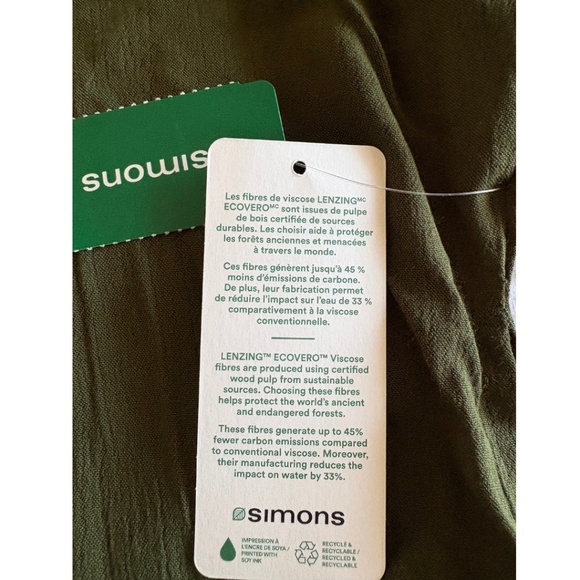 simons
Les fibres de viscose LENZINGᴹᶜ
ECOVEROᴹᶜ sont issues de pulpe
de bois certifiée de sources
durables. Les choisir aide à protéger
les forêts anciennes et menacées
à travers le monde.
Ces fibres génèrent jusqu'à 45 %
moins d'émissions de carbone.
De plus, leur fabrication permet
de réduire l'impact sur l'eau de 33 %
comparativement à la viscose
conventionnelle.
LENZING™ ECOVERO™ Viscose
fibres are produced using certified
wood pulp from sustainable
sources. Choosing these fibres
helps protect the world's ancient
and endangered forests.
These fibres generate up to 45%
fewer carbon emissions compared
to conventional viscose. Moreover,
their manufacturing reduces the
impact on water by 33%.
simons
IMPRESSION À
L'ENCRE DE SOYA /
PRINTED WITH
SOY INK
RECYCLÉ &
RECYCLABLE /
RECYCLED &
RECYCLABLE